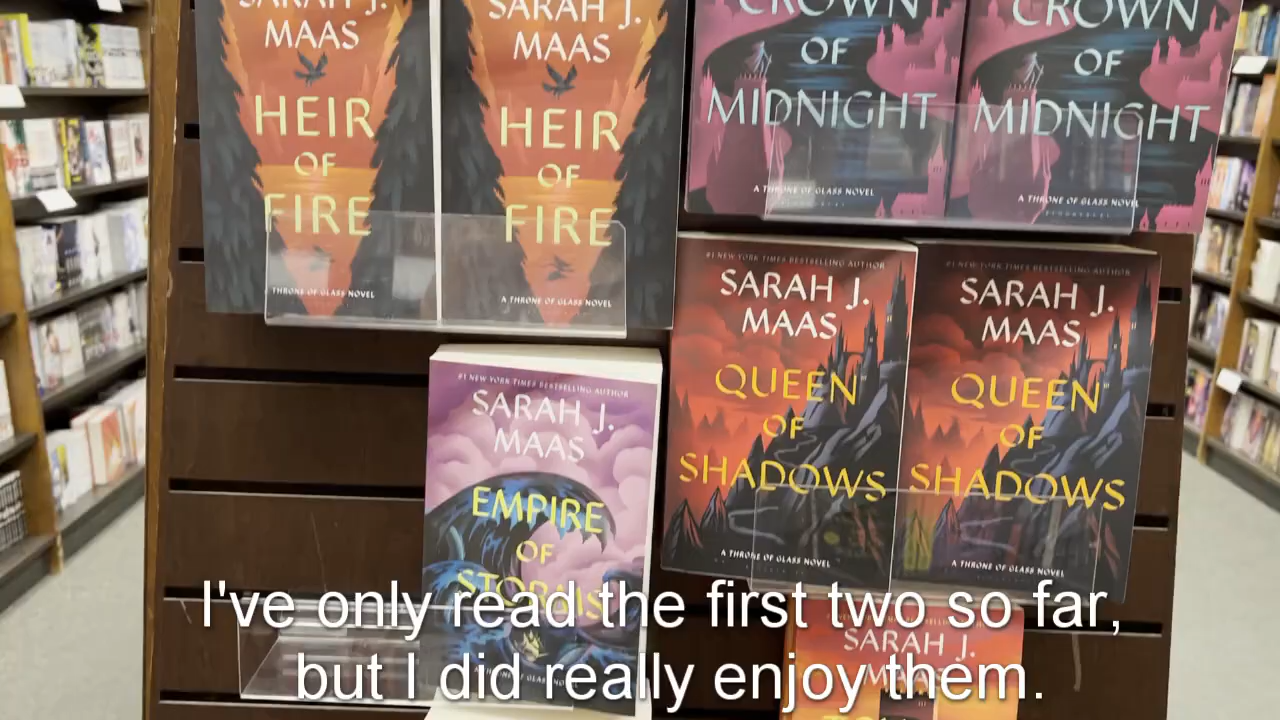 SARAH J.
MAAS
HEIR
OF
FIRE
THRONE OF GLASS NOVEL
SARAH J.
MAAS
HEIR
OF
FIRE
A THRONE OF GLASS NOVEL
CROWN
OF
MIDNIGHT
A THRONE OF GLASS NOVEL
CROWN
OF
MIDNIGHT
A THRONE OF GLASS NOVEL
#1 NEW YORK TIMES BESTSELLING AUTHOR
SARAH J.
MAAS
QUEEN
OF
SHADOWS
A THRONE OF GLASS NOVEL
#1 NEW YORK TIMES BESTSELLING AUTHOR
SARAH J.
MAAS
QUEEN
OF
SHADOWS
A THRONE OF GLASS NOVEL
#1 NEW YORK TIMES BESTSELLING AUTHOR
SARAH J.
MAAS
EMPIRE
OF
STORMS
SARAH J.
MAAS
I've only read the first two so far,
but I did really enjoy them.